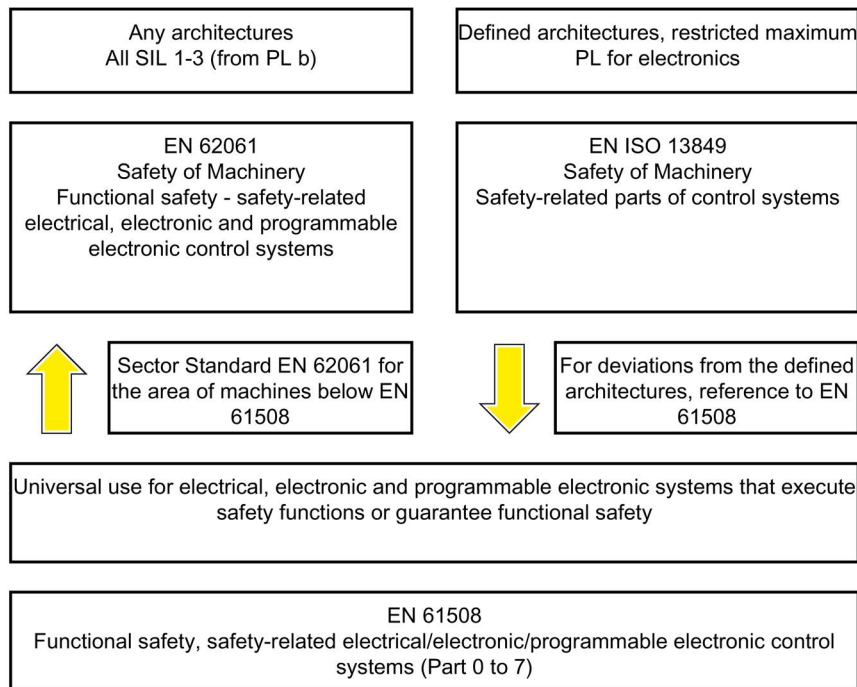 Any architectures
All SIL 1-3 (from PL b)
Defined architectures, restricted maximum
PL for electronics
EN 62061
Safety of Machinery
Functional safety - safety-related
electrical, electronic and programmable
electronic control systems
EN ISO 13849
Safety of Machinery
Safety-related parts of control systems
Sector Standard EN 62061 for
the area of machines below EN
61508
For deviations from the defined
architectures, reference to EN
61508
Universal use for electrical, electronic and programmable electronic systems that execute
safety functions or guarantee functional safety
EN 61508
Functional safety, safety-related electrical/electronic/programmable electronic control
systems (Part 0 to 7)